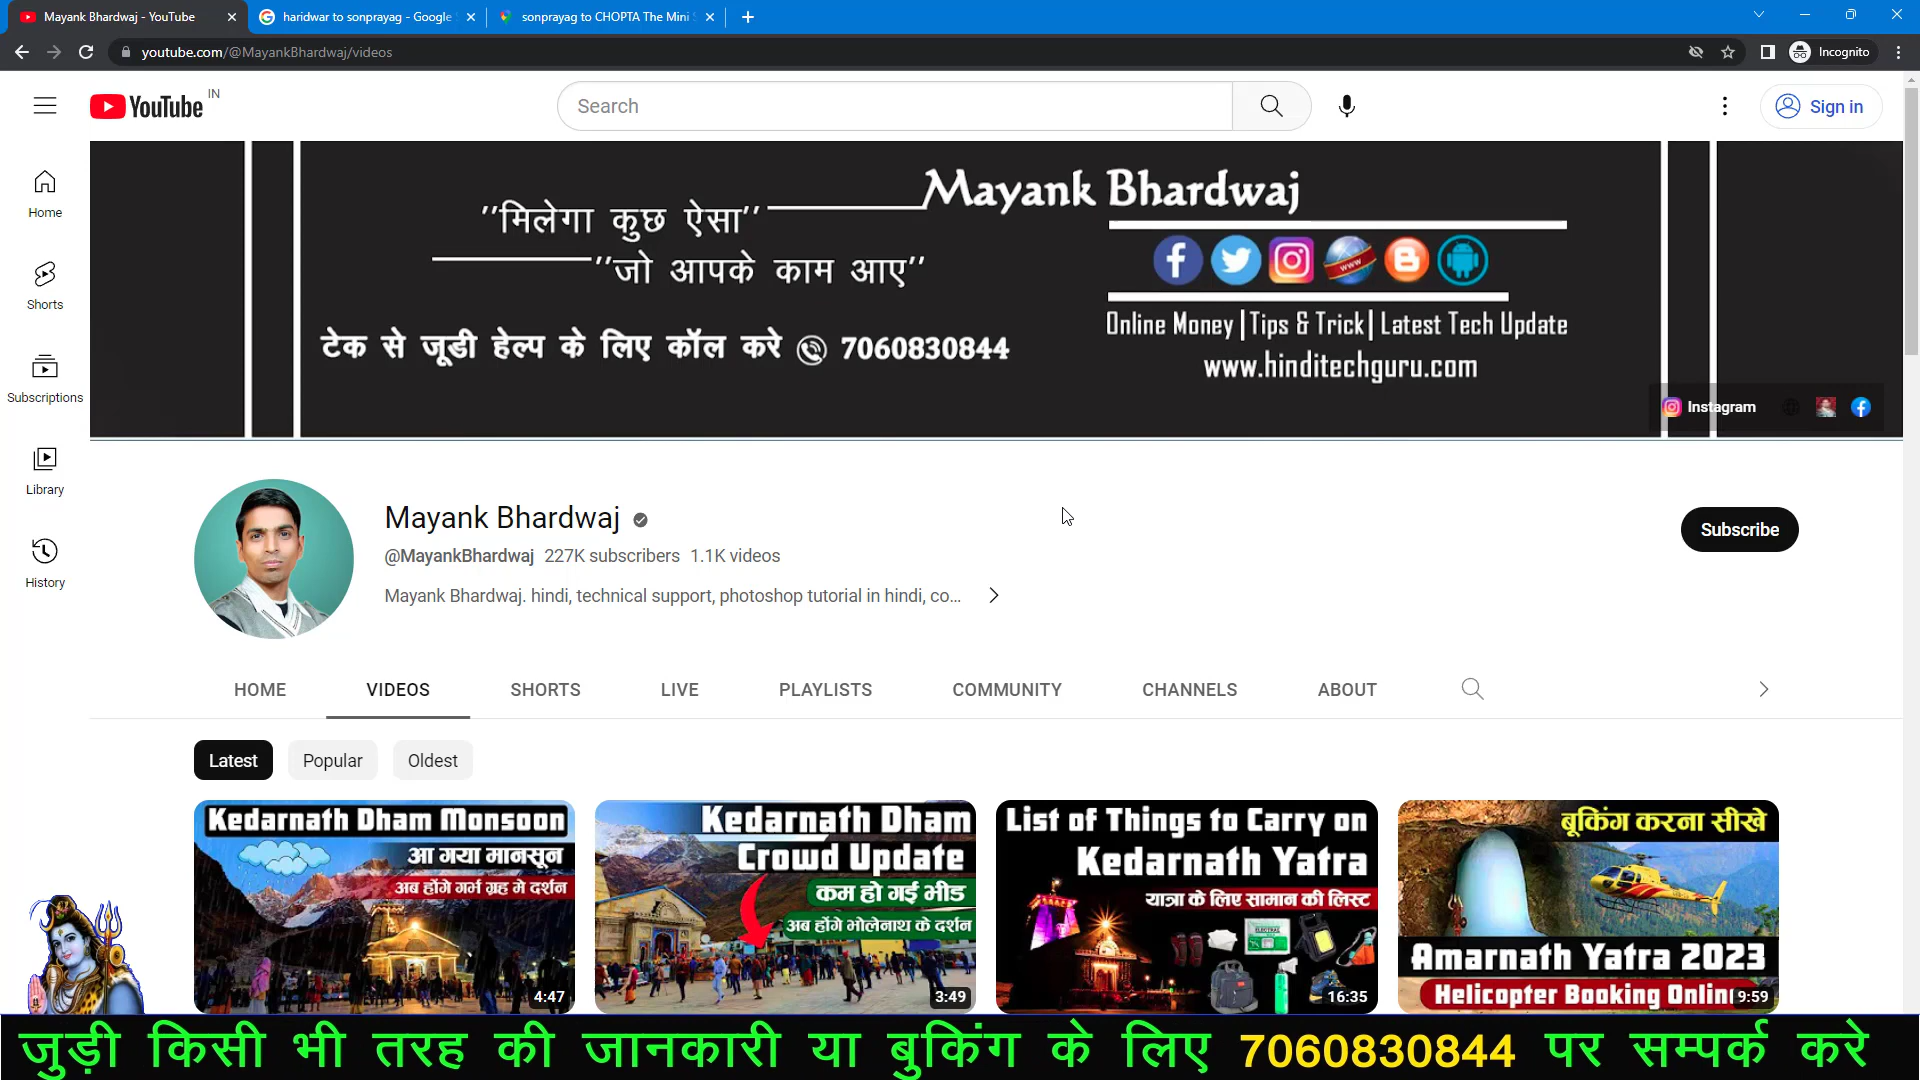 Mayank Bhardwaj - YouTube
haridwar to sonprayag - Google
sonprayag to CHOPTA The Mini
youtube.com/@MayankBhardwaj/videos
Incognito
YouTube IN
Search
Sign in
Home
Shorts
Subscriptions
Library
History
Mayank Bhardwaj
''मिलेगा कुछ ऐसा''
''जो आपके काम आए''
www
टेक से जूडी हेल्प के लिए कॉल करे 7060830844
Online Money | Tips & Trick | Latest Tech Update
www.hinditechguru.com
Instagram
Mayank Bhardwaj
@MayankBhardwaj 227K subscribers 1.1K videos
Mayank Bhardwaj. hindi, technical support, photoshop tutorial in hindi, co...
Subscribe
HOME VIDEOS SHORTS LIVE PLAYLISTS COMMUNITY CHANNELS ABOUT
Latest Popular Oldest
Kedarnath Dham Monsoon
आ गया मानसून
अब होंगे गर्भ ग्रह मे दर्शन
4:47
Kedarnath Dham
Crowd Update
कम हो गई भीड
अब होंगे भोलेनाथ के दर्शन
3:49
List of Things to Carry on
Kedarnath Yatra
यात्रा के लिए सामान की लिस्ट
ELECTRAL
16:35
बूकिंग करना सीखे
Amarnath Yatra 2023
Helicopter Booking Onlin
9:59
जुड़ी किसी भी तरह की जानकारी या बुकिंग के लिए 7060830844 पर सम्पर्क करे